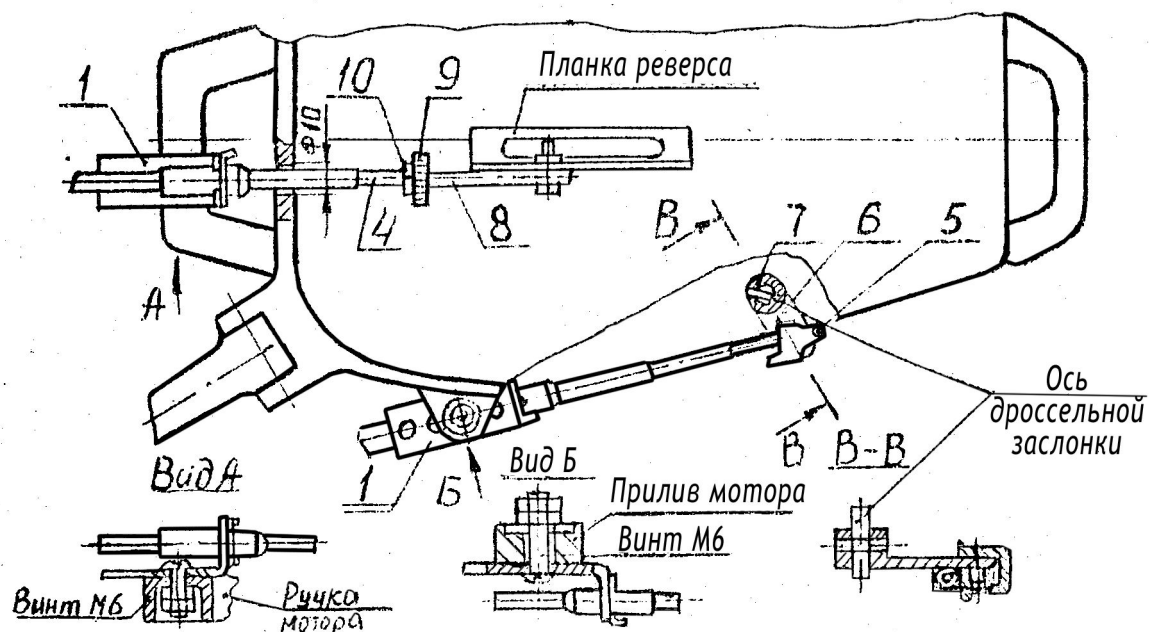 1
10
9
Планка реверса
Ф10
4
8
В
7
6
5
А
Ось
дроссельной
заслонки
В
В-В
Вид А
1
Б
Вид Б
Прилив мотора
Винт М6
Винт М6
Ручка
мотора